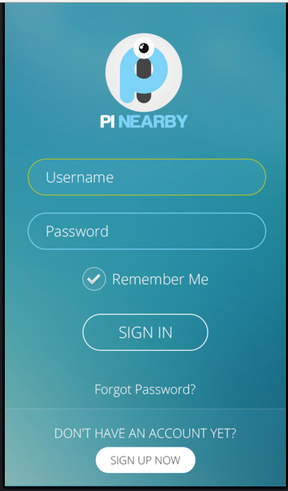 PI NEARBY
Username
Password
Remember Me
SIGN IN
Forgot Password?
DON'T HAVE AN ACCOUNT YET?
SIGN UP NOW